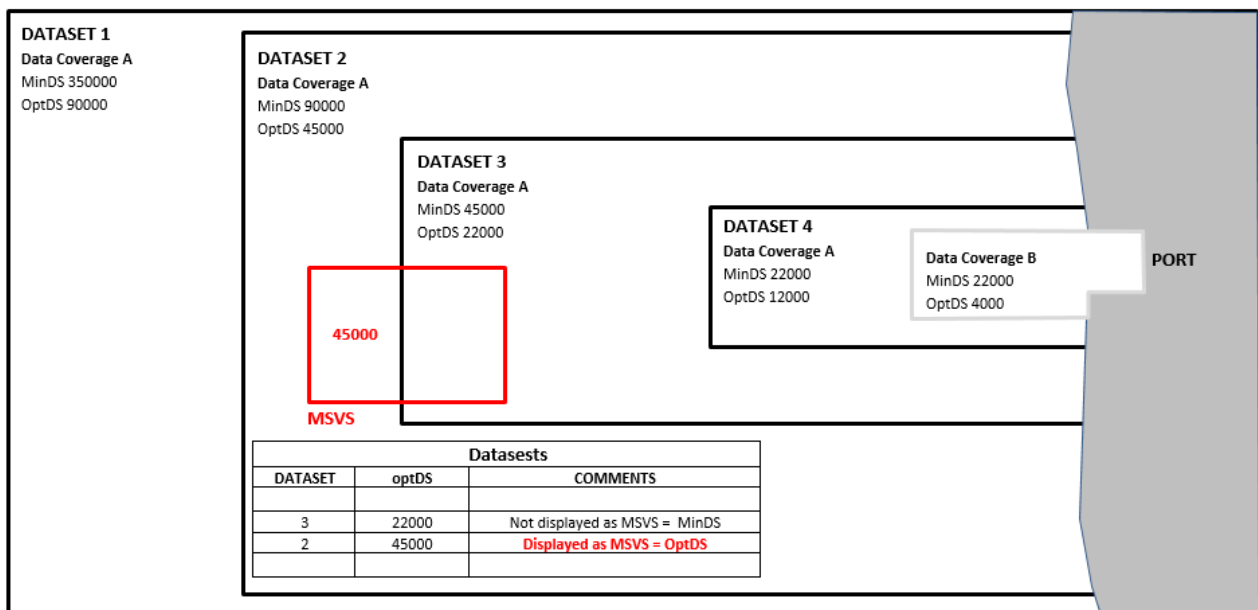 DATASET 1
Data Coverage A
MinDS 350000
OptDS 90000
DATASET 2
Data Coverage A
MinDS 90000
OptDS 45000
DATASET 3
Data Coverage A
MinDS 45000
OptDS 22000
DATASET 4
Data Coverage A
MinDS 22000
OptDS 12000
Data Coverage B
MinDS 22000
OptDS 4000
PORT
45000
MSVS
Datasests
DATASET optDS COMMENTS
3 22000 Not displayed as MSVS = MinDS
2 45000 Displayed as MSVS = OptDS